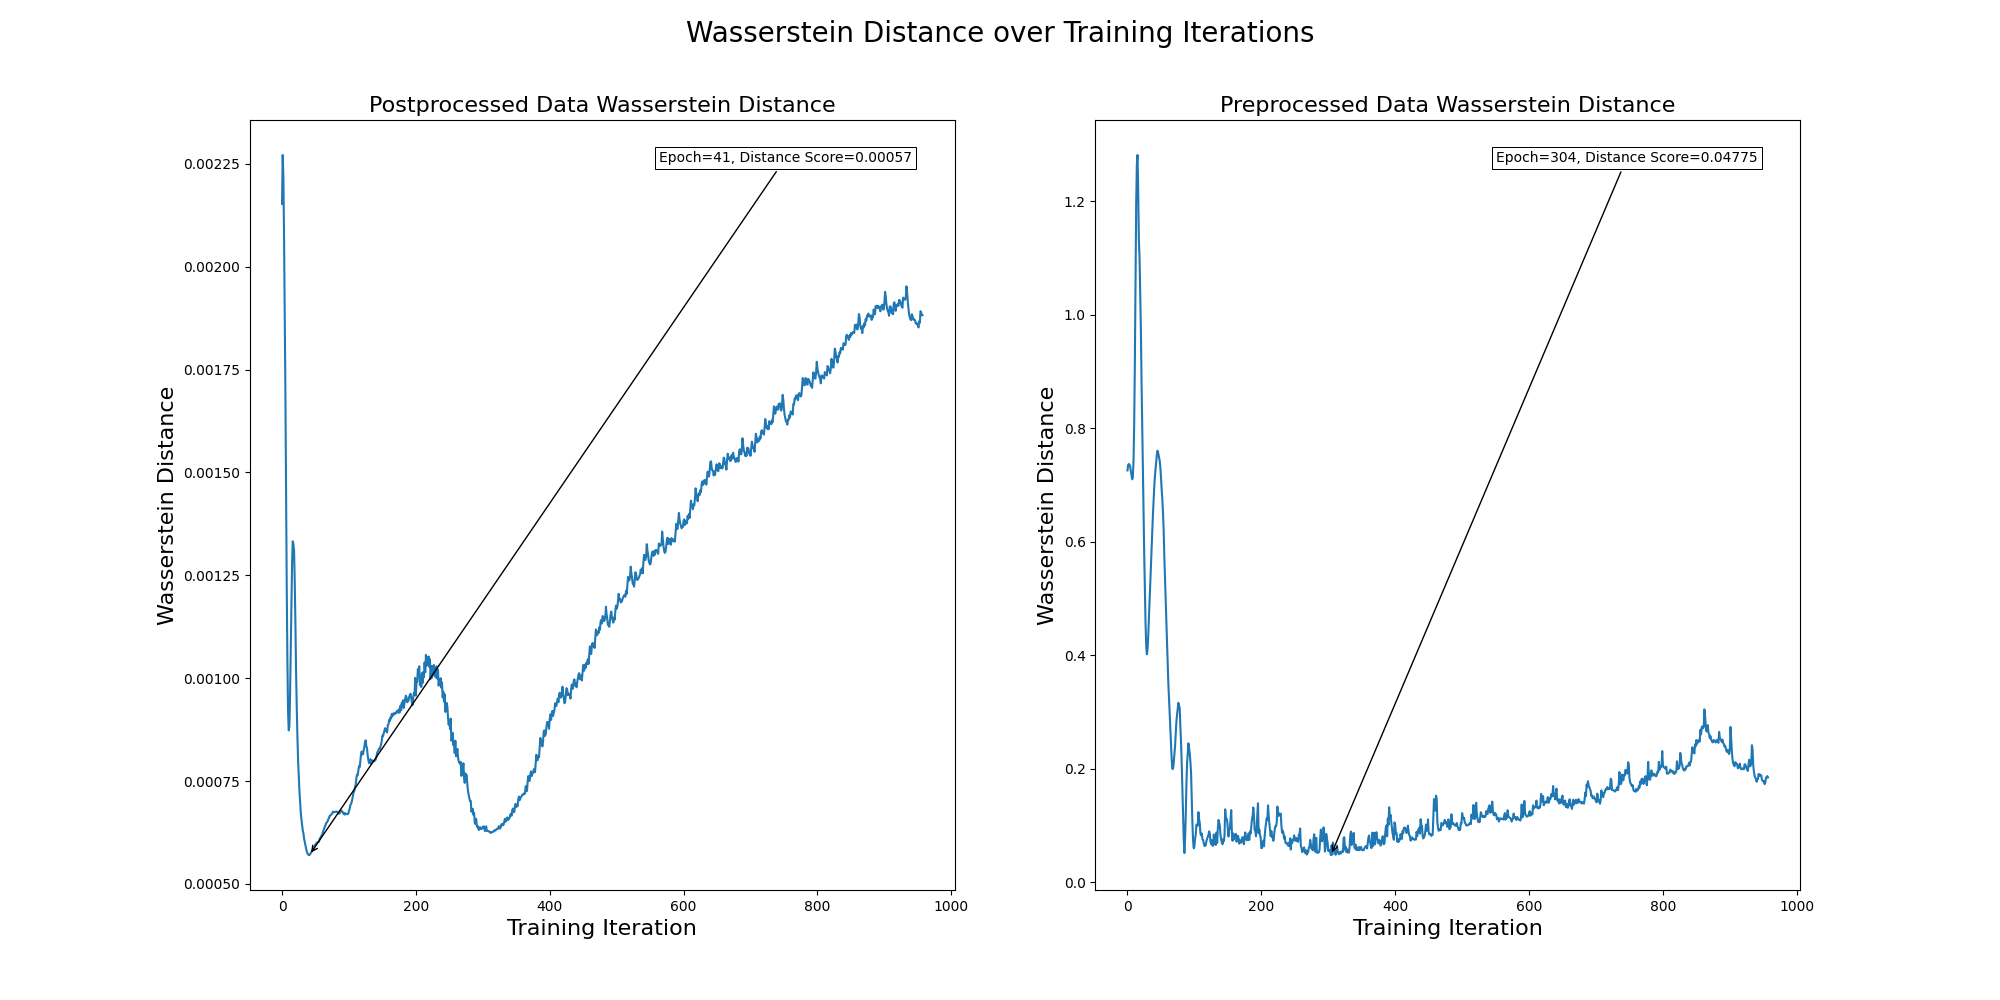 Wasserstein Distance over Training Iterations
Postprocessed Data Wasserstein Distance
Epoch=41, Distance Score=0.00057
0.00225
0.00200
0.00175
0.00150
0.00125
0.00100
0.00075
0.00050
Wasserstein Distance
0 200 400 600 800 1000
Training Iteration
Preprocessed Data Wasserstein Distance
Epoch=304, Distance Score=0.04775
1.2
1.0
0.8
0.6
0.4
0.2
0.0
Wasserstein Distance
0 200 400 600 800 1000
Training Iteration